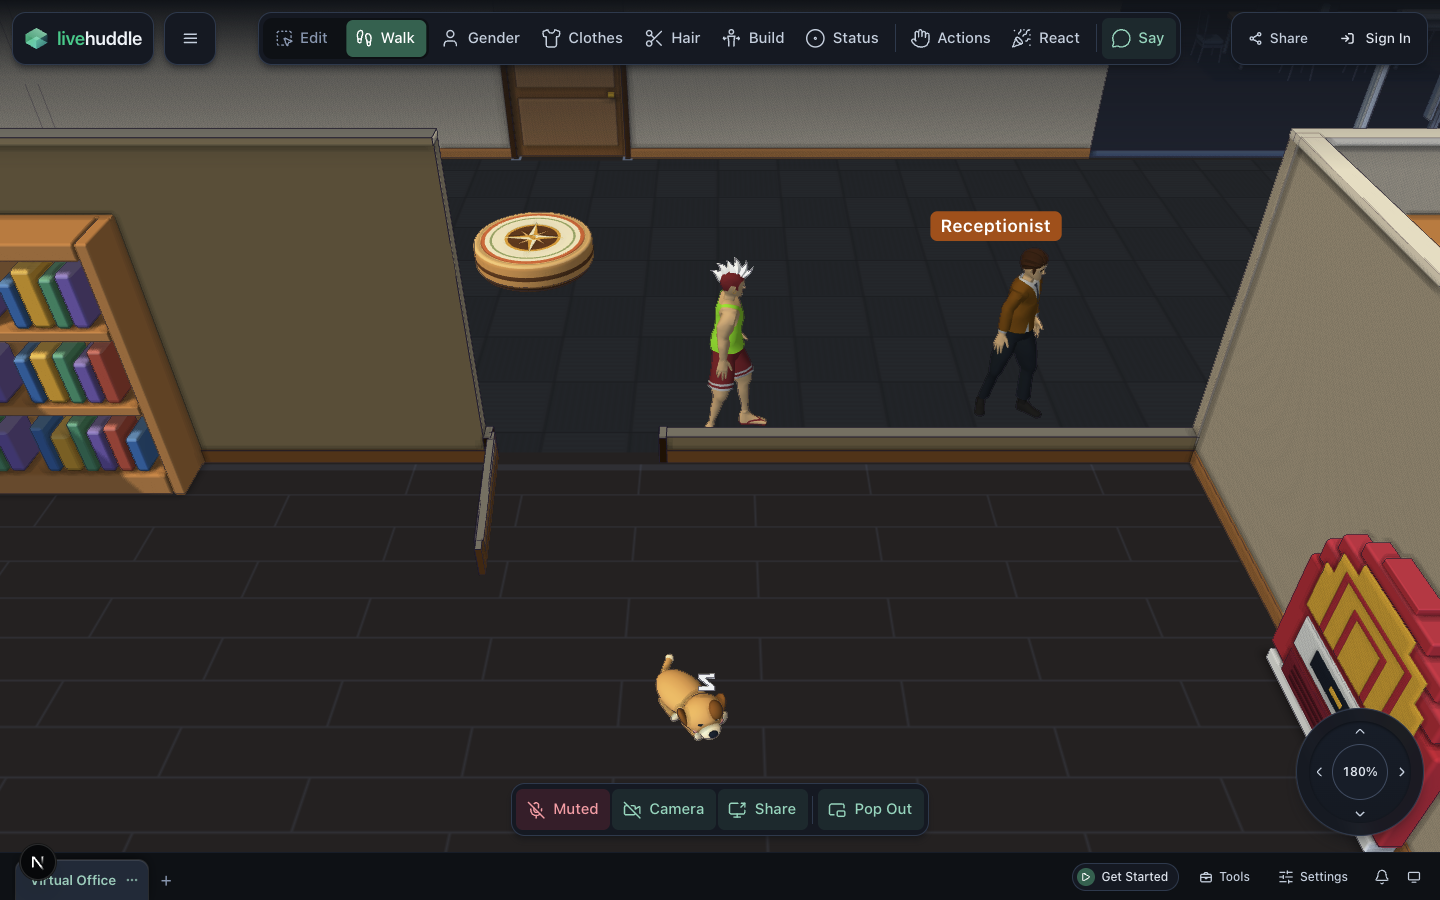 livehuddle
Edit
Walk
Gender
Clothes
Hair
Build
Status
Actions
React
Say
Share
Sign In
Receptionist
180%
Muted
Camera
Share
Pop Out
N
Virtual Office
Get Started
Tools
Settings